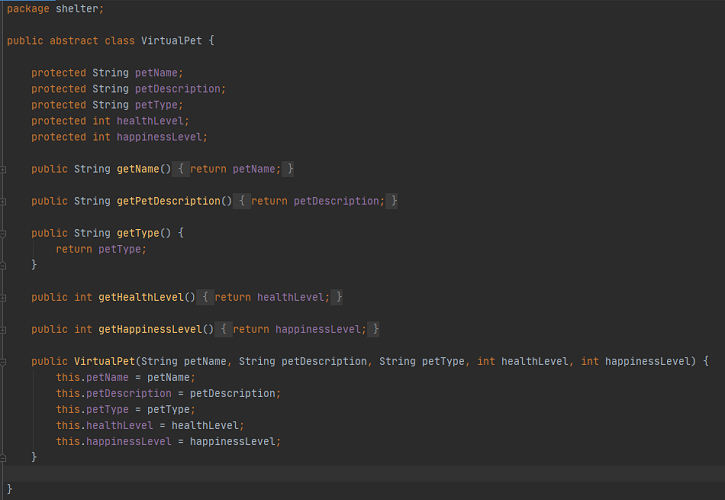 package shelter;
public abstract class VirtualPet {
protected String petName;
protected String petDescription;
protected String petType;
protected int healthLevel;
protected int happinessLevel;
public String getName() { return petName; }
public String getPetDescription() { return petDescription; }
public String getType() {
return petType;
}
public int getHealthLevel() { return healthLevel; }
public int getHappinessLevel() { return happinessLevel; }
public VirtualPet(String petName, String petDescription, String petType, int healthLevel, int happinessLevel) {
this.petName = petName;
this.petDescription = petDescription;
this.petType = petType;
this.healthLevel = healthLevel;
this.happinessLevel = happinessLevel;
}
}